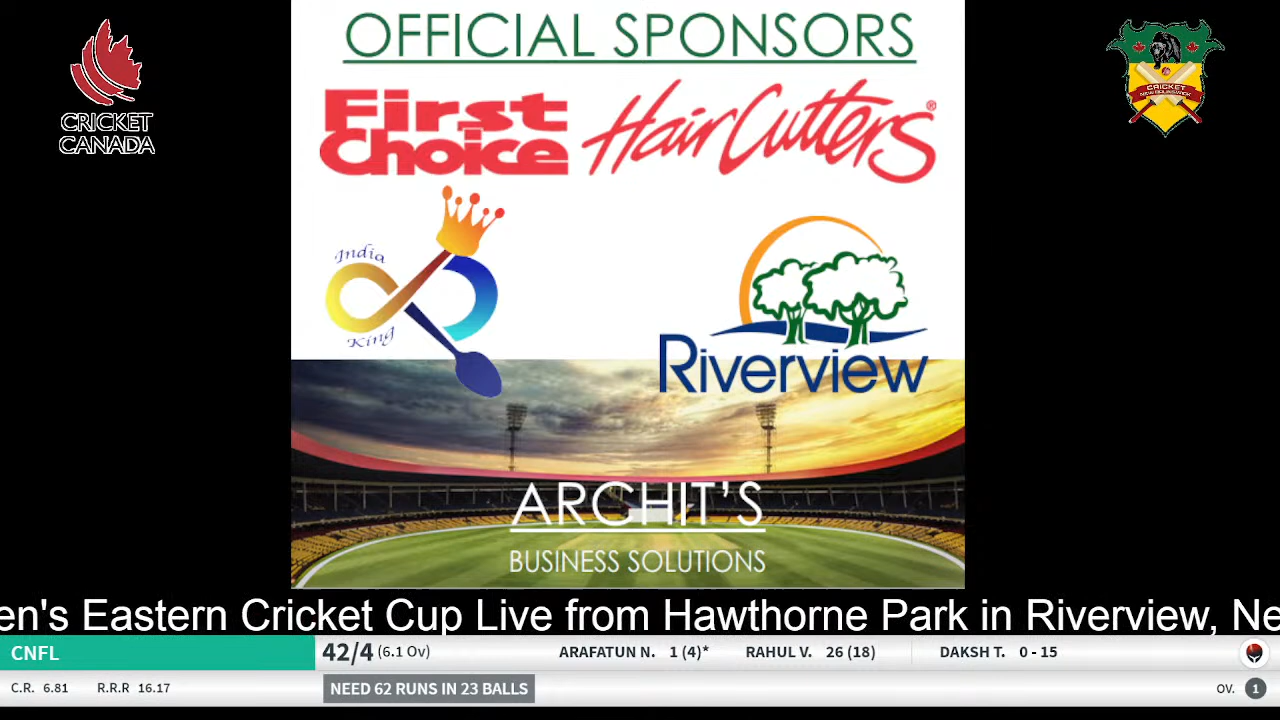 OFFICIAL SPONSORS
CRICKET
CANADA
CRICKET
NEW BRUNSWICK
First Choice HairCutters®
India
King
Riverview
ARCHIT'S
BUSINESS SOLUTIONS
en's Eastern Cricket Cup Live from Hawthorne Park in Riverview, Ne
CNFL 42/4 (6.1 Ov) ARAFATUN N. 1 (4)* RAHUL V. 26 (18) DAKSH T. 0 - 15
C.R. 6.81 R.R.R 16.17 NEED 62 RUNS IN 23 BALLS OV. 1